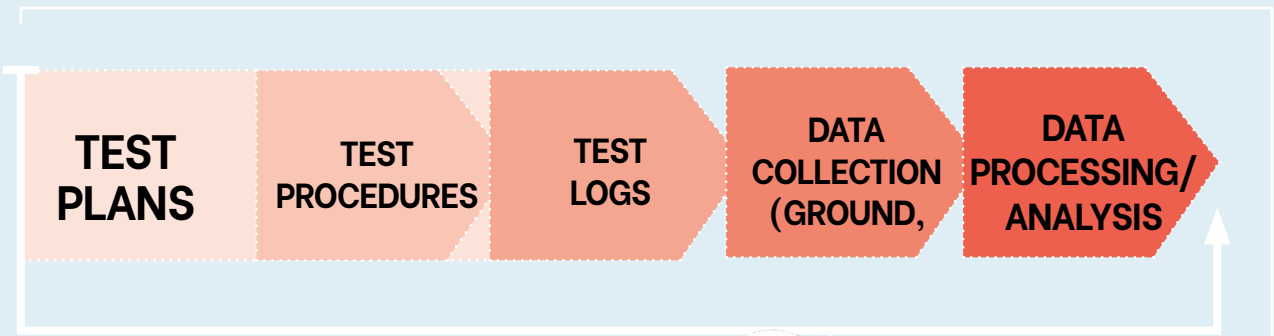 TEST
PLANS
TEST
PROCEDURES
TEST
LOGS
DATA
COLLECTION
(GROUND,
DATA
PROCESSING/
ANALYSIS